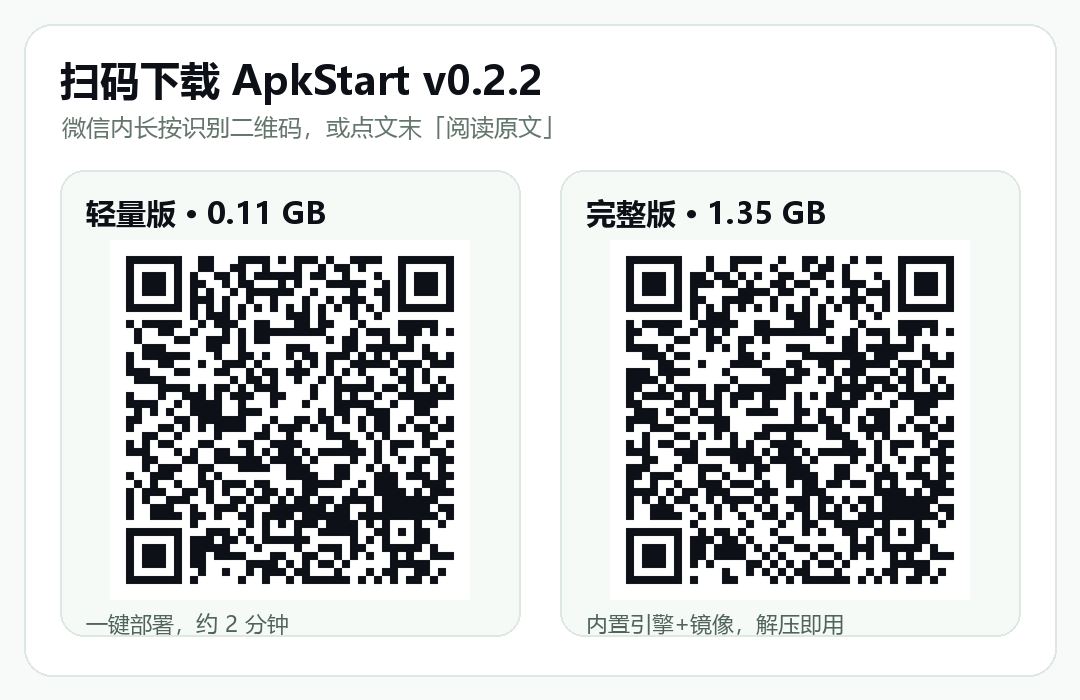 扫码下载 ApkStart v0.2.2
微信内长按识别二维码，或点文末「阅读原文」
轻量版 • 0.11 GB
完整版 • 1.35 GB
一键部署，约 2 分钟
内置引擎+镜像，解压即用